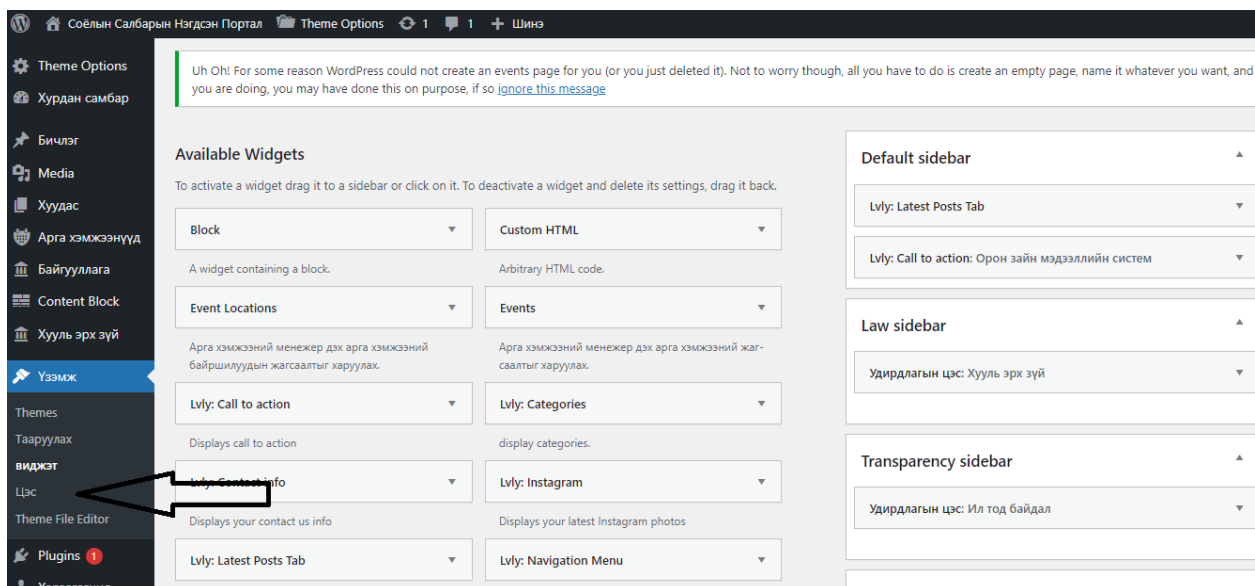 Соёлын Салбарын Нэгдсэн Портал Theme Options 1 1 + Шинэ
Theme Options
Хурдан самбар
Бичлэг
Media
Хуудас
Арга хэмжээнүүд
Байгууллага
Content Block
Хууль эрх зүй
Үзэмж
Themes
Тааруулах
виджэт
Цэс
Theme File Editor
Plugins 1
Uh Oh! For some reason WordPress could not create an events page for you (or you just deleted it). Not to worry though, all you have to do is create an empty page, name it whatever you want, and
you are doing, you may have done this on purpose, if so ignore this message
Available Widgets
To activate a widget drag it to a sidebar or click on it. To deactivate a widget and delete its settings, drag it back.
Block
A widget containing a block.
Custom HTML
Arbitrary HTML code.
Event Locations
Арга хэмжээний менежер дэх арга хэмжээний
байршилуудын жагсаалтыг харуулах.
Events
Арга хэмжээний менежер дэх арга хэмжээний жаг-
саалтыг харуулах.
Lvly: Call to action
Displays call to action
Lvly: Categories
display categories.
Lvly: Contact info
Displays your contact us info
Lvly: Instagram
Displays your latest Instagram photos
Lvly: Latest Posts Tab
Lvly: Navigation Menu
Default sidebar
Lvly: Latest Posts Tab
Lvly: Call to action: Орон зайн мэдээллийн систем
Law sidebar
Удирдлагын цэс: Хууль эрх зүй
Transparency sidebar
Удирдлагын цэс: Ил тод байдал